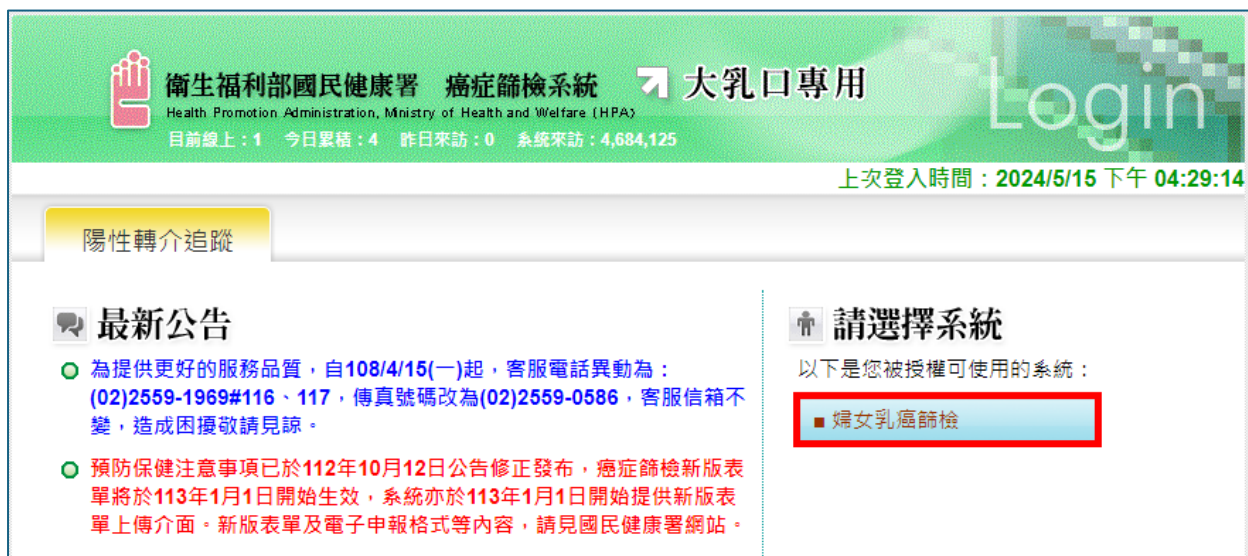 衛生福利部國民健康署 癌症篩檢系統 大乳口專用
Health Promotion Administration, Ministry of Health and Welfare (HPA)
目前線上：1 今日累積：4 昨日來訪：0 系統來訪：4,684,125
Login
上次登入時間：2024/5/15 下午 04:29:14
陽性轉介追蹤
最新公告
為提供更好的服務品質，自108/4/15(一)起，客服電話異動為：
(02)2559-1969#116、117，傳真號碼改為(02)2559-0586，客服信箱不
變，造成困擾敬請見諒。
預防保健注意事項已於112年10月12日公告修正發布，癌症篩檢新版表
單將於113年1月1日開始生效，系統亦於113年1月1日開始提供新版表
單上傳介面。新版表單及電子申報格式等內容，請見國民健康署網站。
請選擇系統
以下是您被授權可使用的系統：
婦女乳癌篩檢